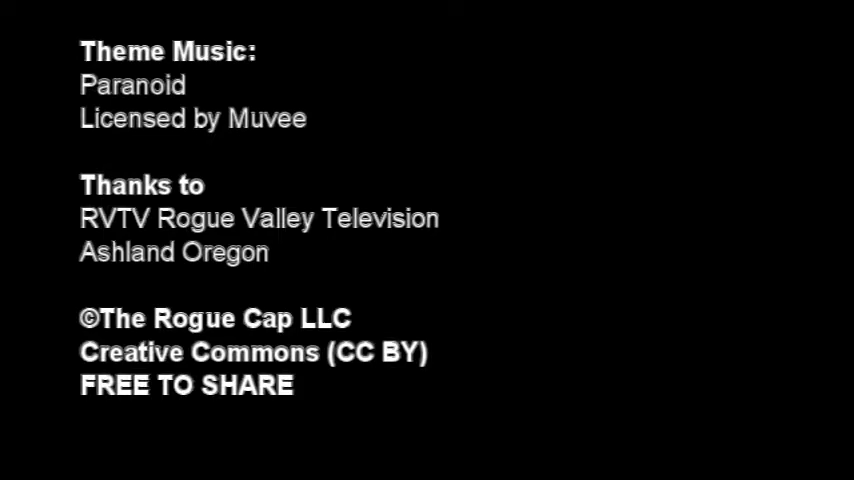 Theme Music:
Paranoid
Licensed by Muvee
Thanks to
RVTV Rogue Valley Television
Ashland Oregon
©The Rogue Cap LLC
Creative Commons (CC BY)
FREE TO SHARE